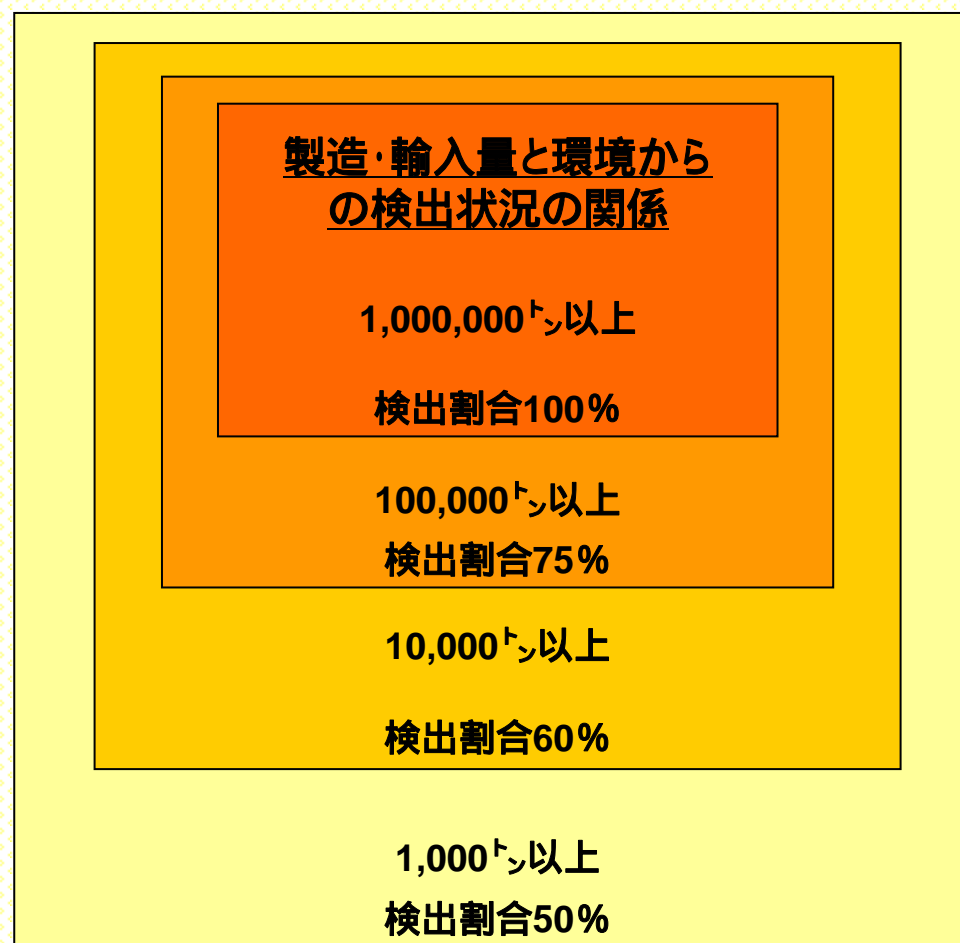 製造･輸入量と環境から
の検出状況の関係
1,000,000㌧以上
検出割合100%
100,000㌧以上
検出割合75%
10,000㌧以上
検出割合60%
1,000㌧以上
検出割合50%